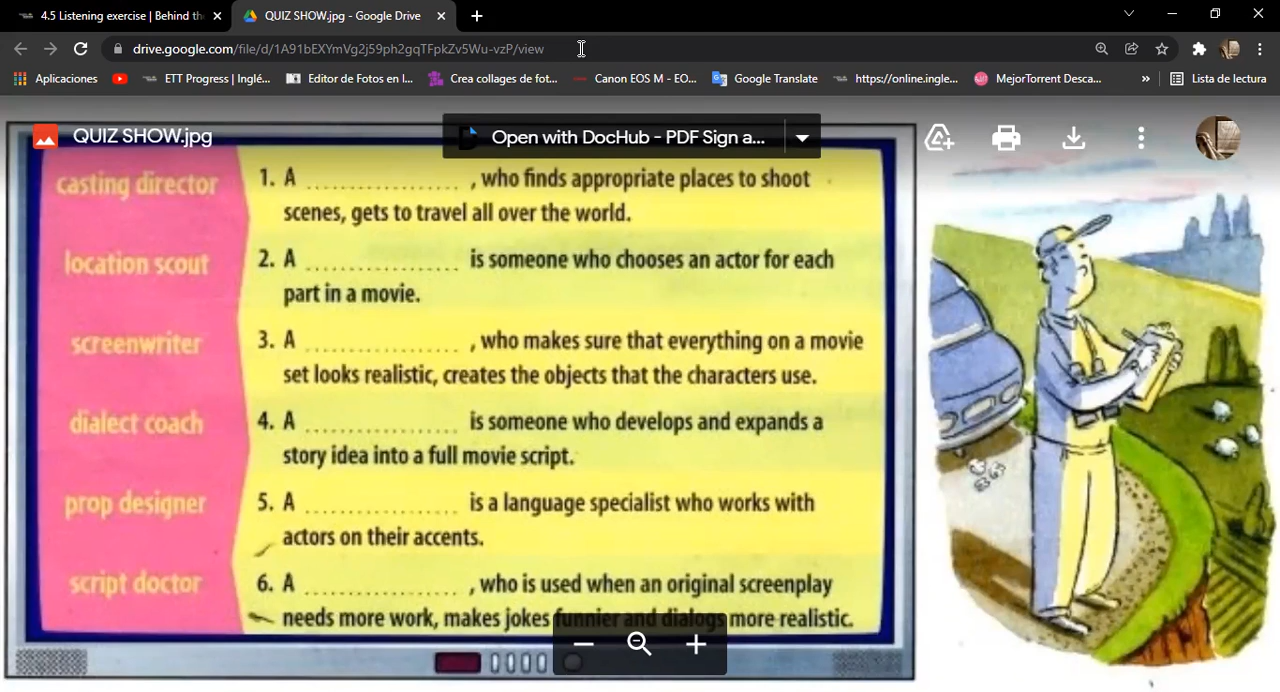 4.5 Listening exercise | Behind th
QUIZ SHOW.jpg - Google Drive
drive.google.com/file/d/1A91bEXYmVg2j59ph2gqTFpkZv5Wu-vzP/view
Aplicaciones
ETT Progress | Inglé...
Editor de Fotos en l...
Crea collages de fot...
Canon EOS M - EO...
Google Translate
https://online.ingle...
MejorTorrent Desca...
»
Lista de lectura
QUIZ SHOW.jpg
Open with DocHub - PDF Sign a...
casting director
location scout
screenwriter
dialect coach
prop designer
script doctor
1. A ................. , who finds appropriate places to shoot
scenes, gets to travel all over the world.
2. A ................. is someone who chooses an actor for each
part in a movie.
3. A ................. , who makes sure that everything on a movie
set looks realistic, creates the objects that the characters use.
4. A ................. is someone who develops and expands a
story idea into a full movie script.
5. A ................. is a language specialist who works with
actors on their accents.
6. A ................. , who is used when an original screenplay
needs more work, makes jokes funnier and dialogs more realistic.